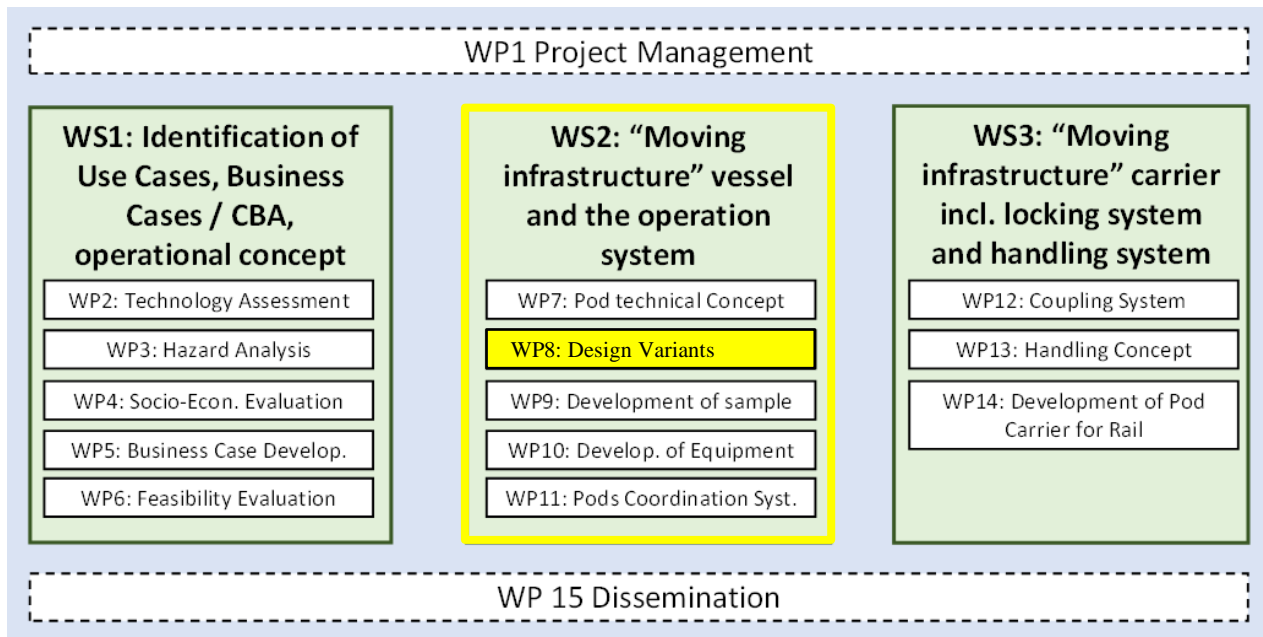 WP1 Project Management
WS1: Identification of
Use Cases, Business
Cases / CBA,
operational concept
WP2: Technology Assessment
WP3: Hazard Analysis
WP4: Socio-Econ. Evaluation
WP5: Business Case Develop.
WP6: Feasibility Evaluation
WS2: “Moving
infrastructure” vessel
and the operation
system
WP7: Pod technical Concept
WP8: Design Variants
WP9: Development of sample
WP10: Develop. of Equipment
WP11: Pods Coordination Syst.
WS3: “Moving
infrastructure” carrier
incl. locking system
and handling system
WP12: Coupling System
WP13: Handling Concept
WP14: Development of Pod
Carrier for Rail
WP 15 Dissemination